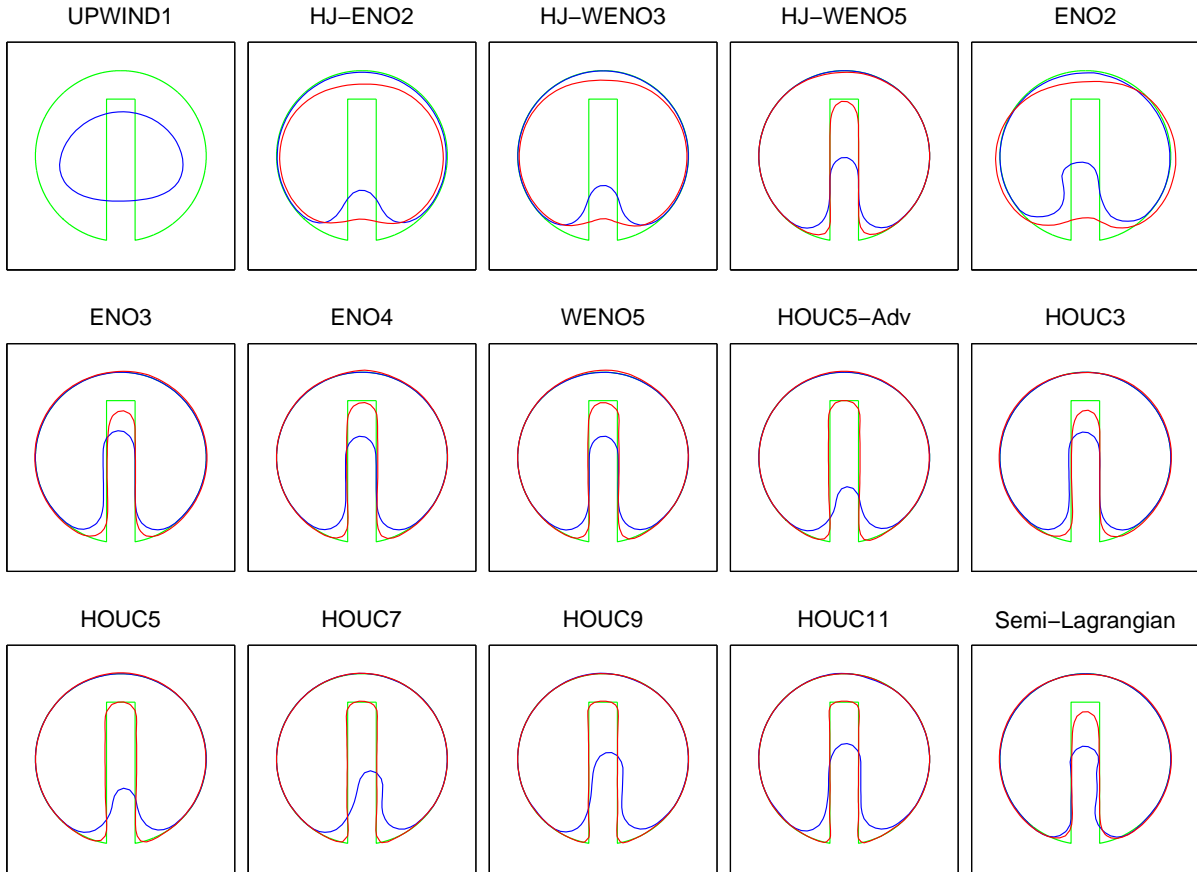 UPWIND1
HJ−ENO2
HJ−WENO3
HJ−WENO5
ENO2
ENO3
ENO4
WENO5
HOUC5−Adv
HOUC3
HOUC5
HOUC7
HOUC9
HOUC11
Semi−Lagrangian